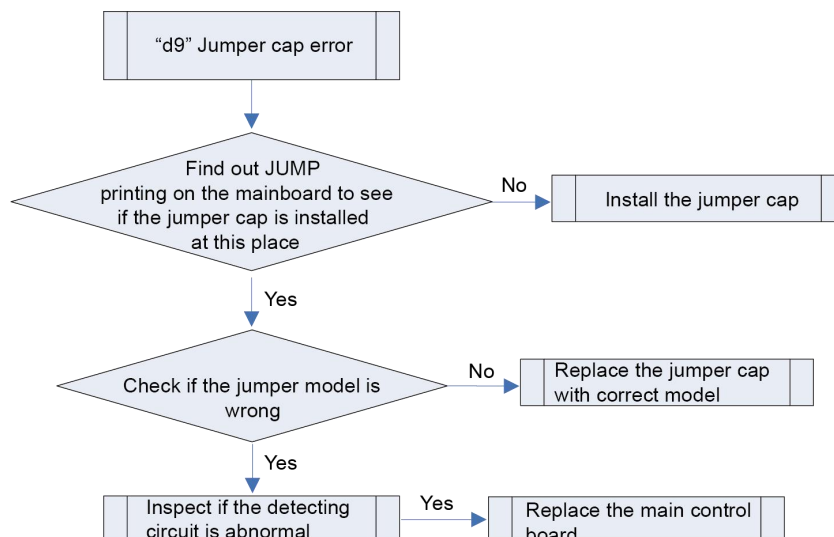 “d9” Jumper cap error
Find out JUMP
printing on the mainboard to see
if the jumper cap is installed
at this place
No
Install the jumper cap
Yes
Check if the jumper model is
wrong
No
Replace the jumper cap
with correct model
Yes
Inspect if the detecting
circuit is abnormal
Yes
Replace the main control
board